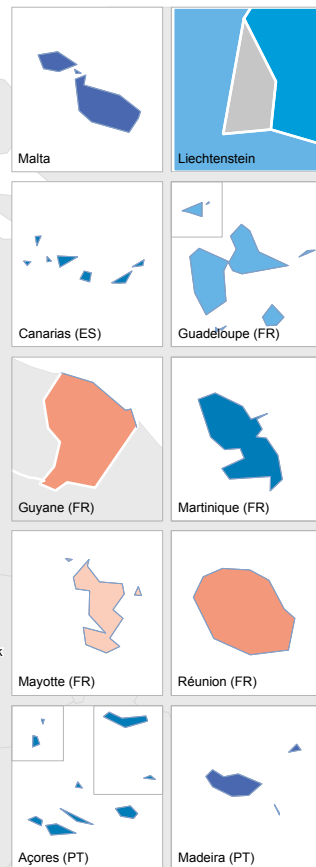 Malta
Liechtenstein
Canarias (ES)
Guadeloupe (FR)
Guyane (FR)
Martinique (FR)
Mayotte (FR)
Réunion (FR)
Açores (PT)
Madeira (PT)